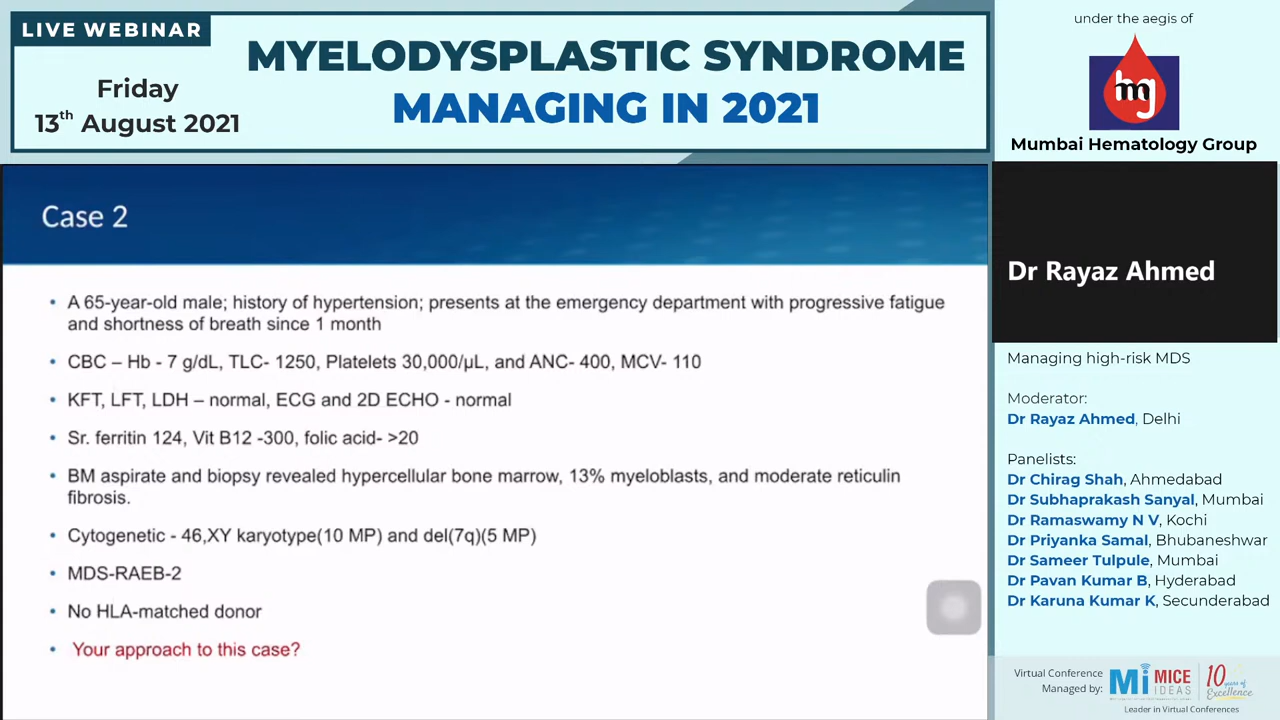 LIVE WEBINAR
Friday
13th August 2021
MYELODYSPLASTIC SYNDROME
MANAGING IN 2021
under the aegis of
hmg
Mumbai Hematology Group
Case 2
• A 65-year-old male; history of hypertension; presents at the emergency department with progressive fatigue
and shortness of breath since 1 month
• CBC – Hb - 7 g/dL, TLC- 1250, Platelets 30,000/µL, and ANC- 400, MCV- 110
• KFT, LFT, LDH – normal, ECG and 2D ECHO - normal
• Sr. ferritin 124, Vit B12 -300, folic acid- >20
• BM aspirate and biopsy revealed hypercellular bone marrow, 13% myeloblasts, and moderate reticulin
fibrosis.
• Cytogenetic - 46,XY karyotype(10 MP) and del(7q)(5 MP)
• MDS-RAEB-2
• No HLA-matched donor
• Your approach to this case?
Dr Rayaz Ahmed
Managing high-risk MDS
Moderator:
Dr Rayaz Ahmed, Delhi
Panelists:
Dr Chirag Shah, Ahmedabad
Dr Subhaprakash Sanyal, Mumbai
Dr Ramaswamy N V, Kochi
Dr Priyanka Samal, Bhubaneshwar
Dr Sameer Tulpule, Mumbai
Dr Pavan Kumar B, Hyderabad
Dr Karuna Kumar K, Secunderabad
Virtual Conference
Managed by:
Mi MICE
IDEAS
10 years of
Excellence
Leader in Virtual Conferences